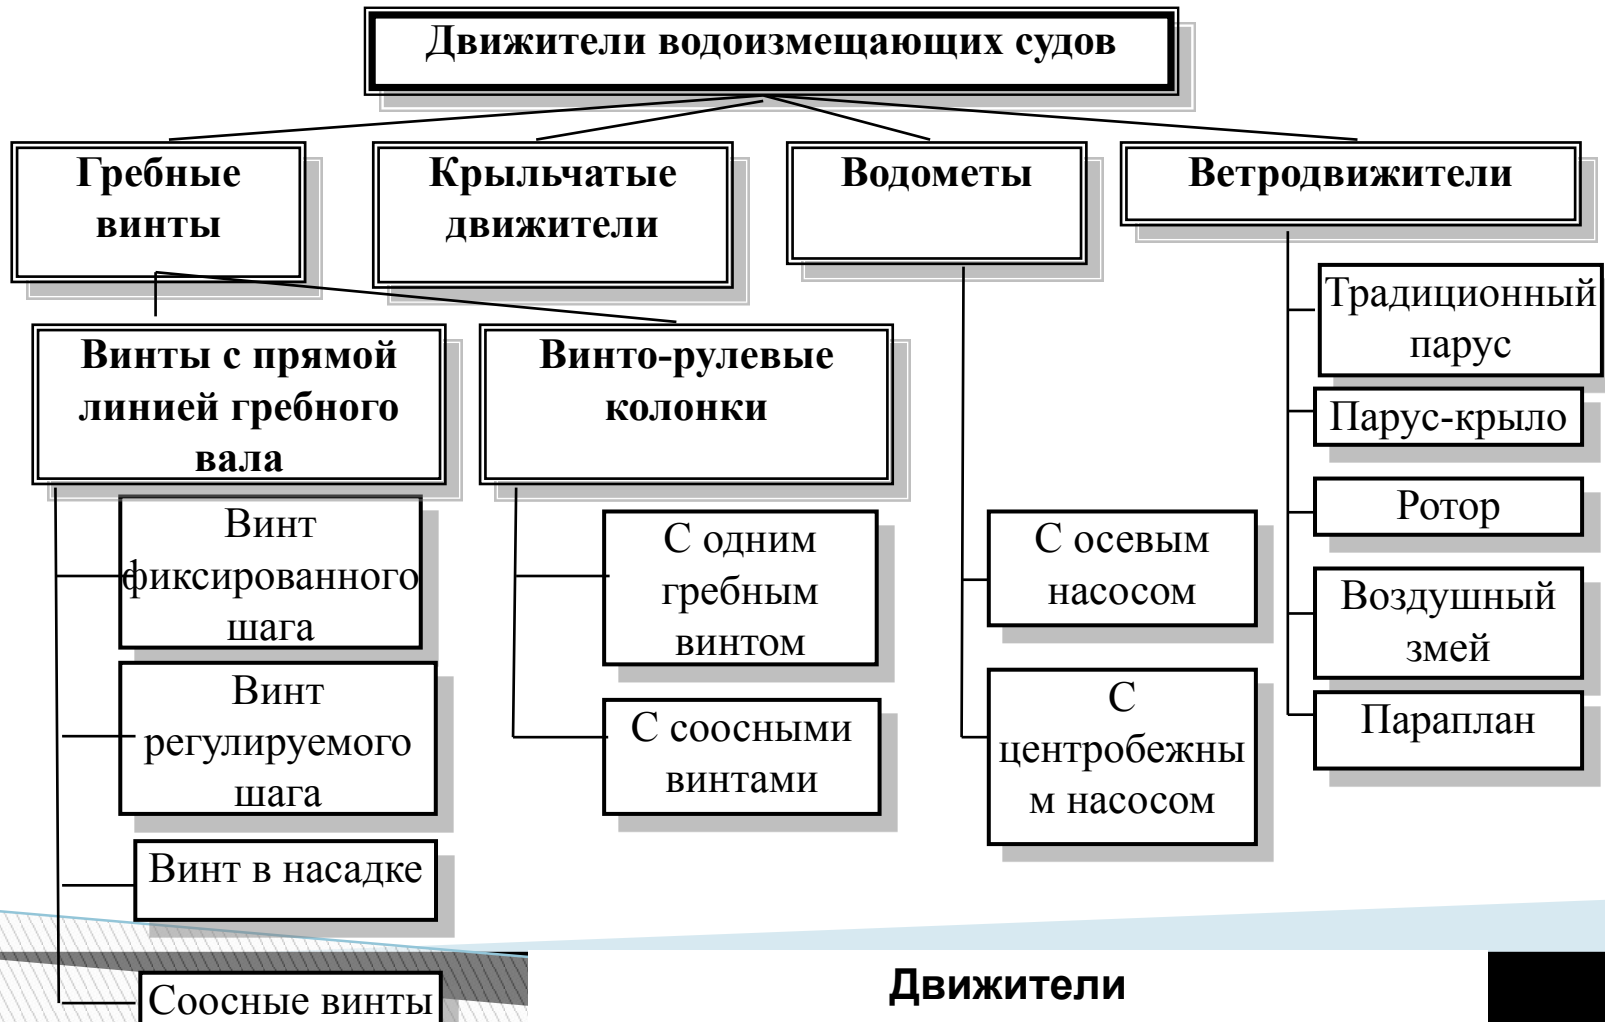 Движители водоизмещающих судов
Гребные
винты
Крыльчатые
движители
Водометы
Ветродвижители
Винты с прямой
линией гребного
вала
Винто-рулевые
колонки
Винт
фиксированного
шага
Винт
регулируемого
шага
Винт в насадке
Соосные винты
С одним
гребным
винтом
С соосными
винтами
С осевым
насосом
С
центробежны
м насосом
Традиционный
парус
Парус-крыло
Ротор
Воздушный
змей
Параплан
Движители